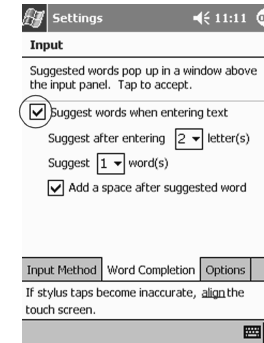 Settings 11:11
Input
Suggested words pop up in a window above
the input panel. Tap to accept.
Suggest words when entering text
Suggest after entering 2 letter(s)
Suggest 1 word(s)
Add a space after suggested word
Input Method Word Completion Options
If stylus taps become inaccurate, align the
touch screen.